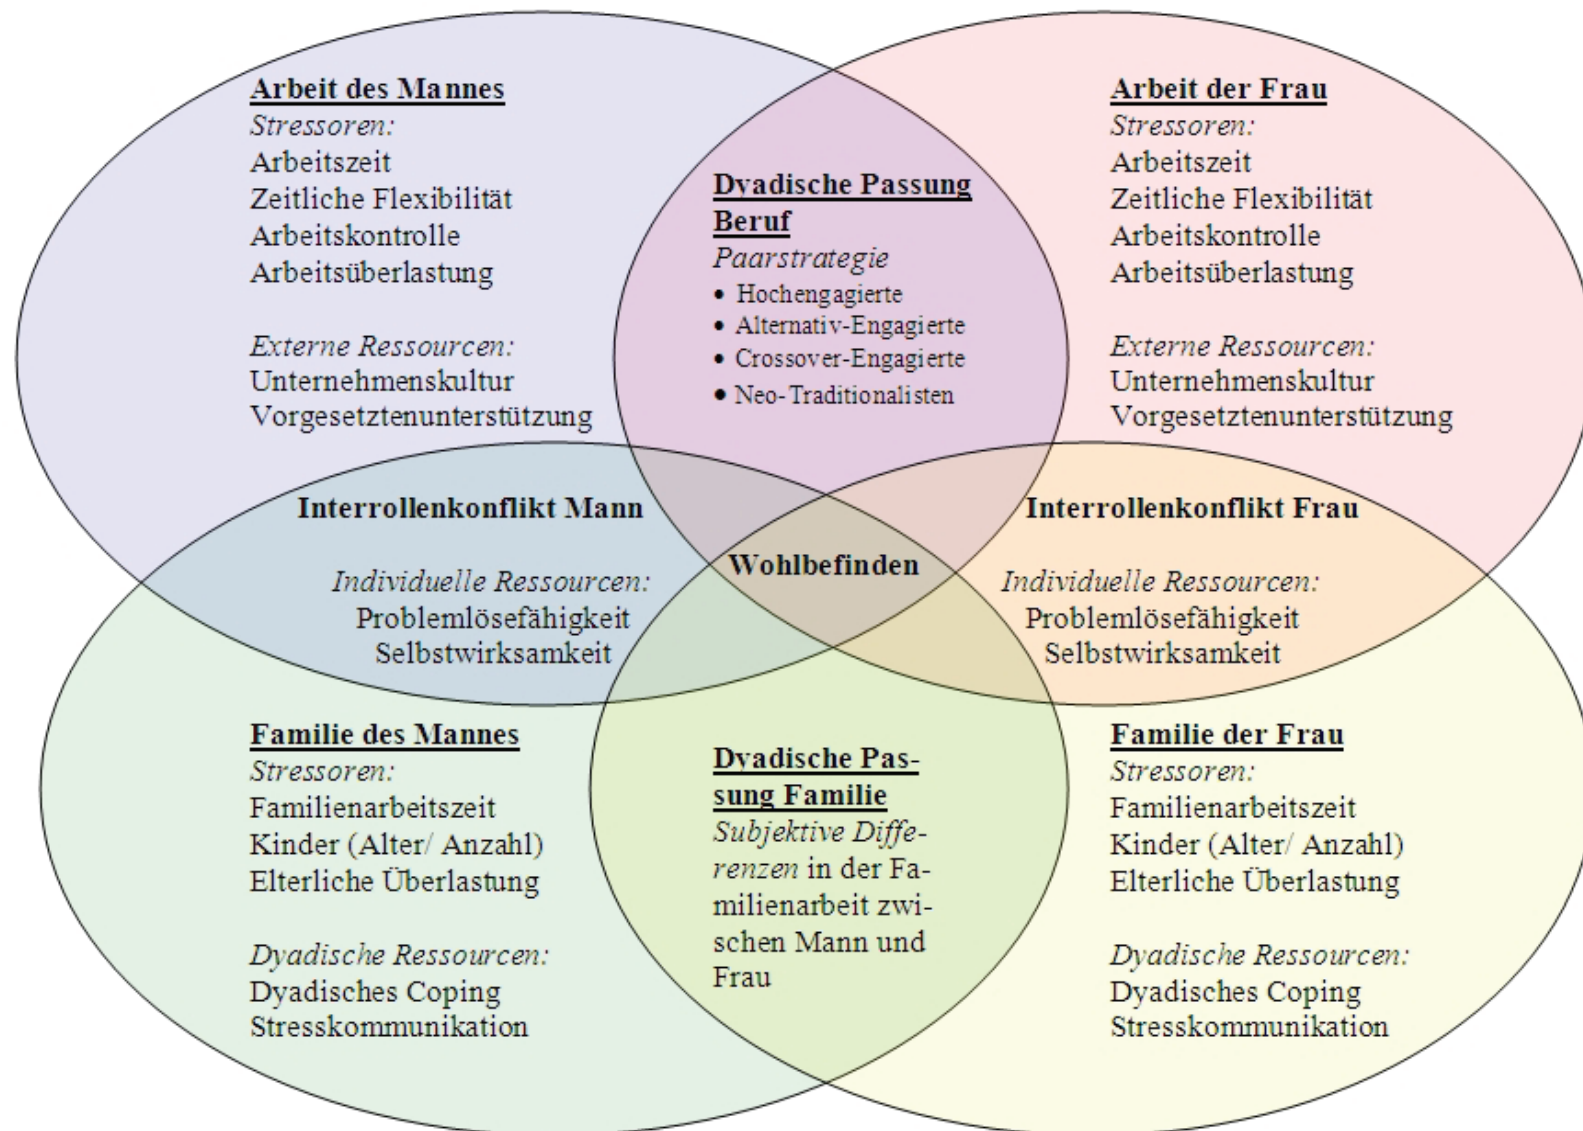 Arbeit des Mannes
Stressoren:
Arbeitszeit
Zeitliche Flexibilität
Arbeitskontrolle
Arbeitsüberlastung
Externe Ressourcen:
Unternehmenskultur
Vorgesetztenunterstützung
Dyadische Passung
Beruf
Paarstrategie
• Hochengagierte
• Alternativ-Engagierte
• Crossover-Engagierte
• Neo-Traditionalisten
Arbeit der Frau
Stressoren:
Arbeitszeit
Zeitliche Flexibilität
Arbeitskontrolle
Arbeitsüberlastung
Externe Ressourcen:
Unternehmenskultur
Vorgesetztenunterstützung
Interrollenkonflikt Mann
Individuelle Ressourcen:
Problemlösefähigkeit
Selbstwirksamkeit
Wohlbefinden
Interrollenkonflikt Frau
Individuelle Ressourcen:
Problemlösefähigkeit
Selbstwirksamkeit
Familie des Mannes
Stressoren:
Familienarbeitszeit
Kinder (Alter/ Anzahl)
Elterliche Überlastung
Dyadische Ressourcen:
Dyadisches Coping
Stresskommunikation
Dyadische Pas-
sung Familie
Subjektive Diffe-
renzen in der Fa-
milienarbeit zwi-
schen Mann und
Frau
Familie der Frau
Stressoren:
Familienarbeitszeit
Kinder (Alter/ Anzahl)
Elterliche Überlastung
Dyadische Ressourcen:
Dyadisches Coping
Stresskommunikation